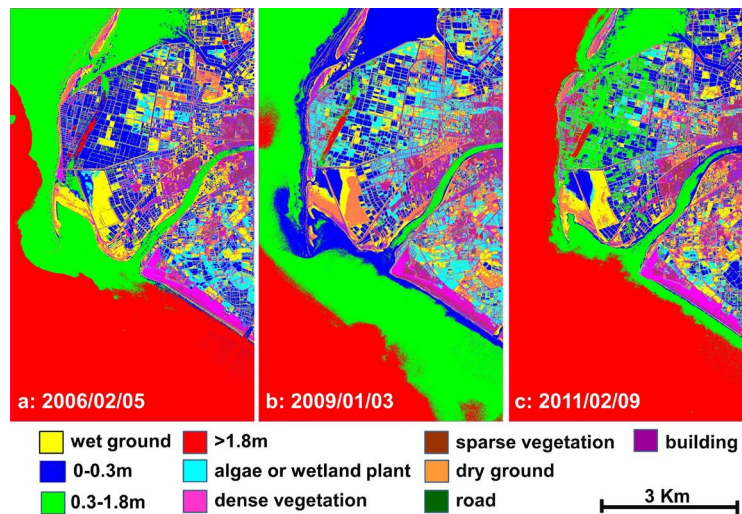 a: 2006/02/05 b: 2009/01/03 c: 2011/02/09
wet ground >1.8m sparse vegetation building
0-0.3m algae or wetland plant dry ground
0.3-1.8m dense vegetation road
3 Km